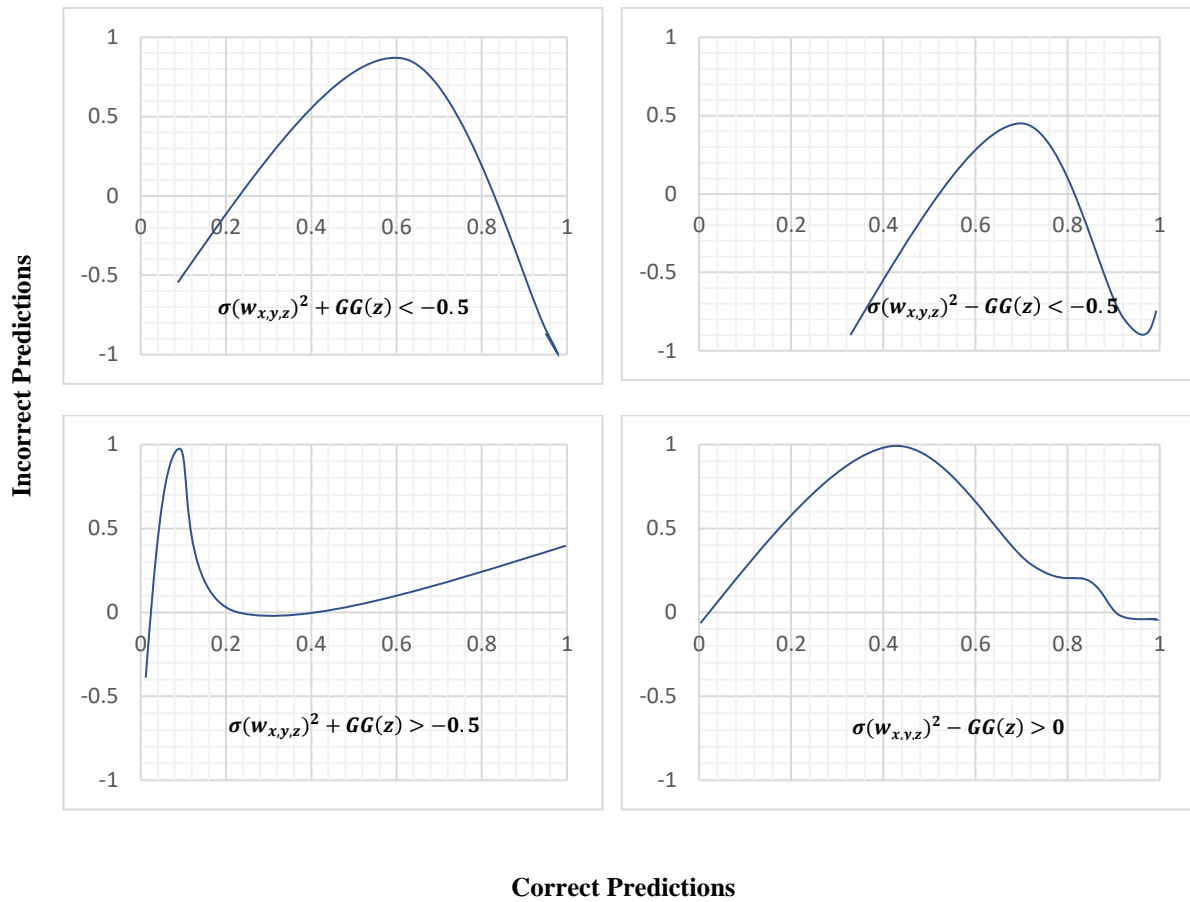 Incorrect Predictions
1
0.5
0
-0.5
-1
0 0.2 0.4 0.6 0.8 1
σ(w_{x,y,z})² + GG(z) < −0.5
1
0.5
0
-0.5
-1
0 0.2 0.4 0.6 0.8 1
σ(w_{x,y,z})² − GG(z) < −0.5
1
0.5
0
-0.5
-1
0 0.2 0.4 0.6 0.8 1
σ(w_{x,y,z})² + GG(z) > −0.5
1
0.5
0
-0.5
-1
0 0.2 0.4 0.6 0.8 1
σ(w_{x,y,z})² − GG(z) > 0
Correct Predictions